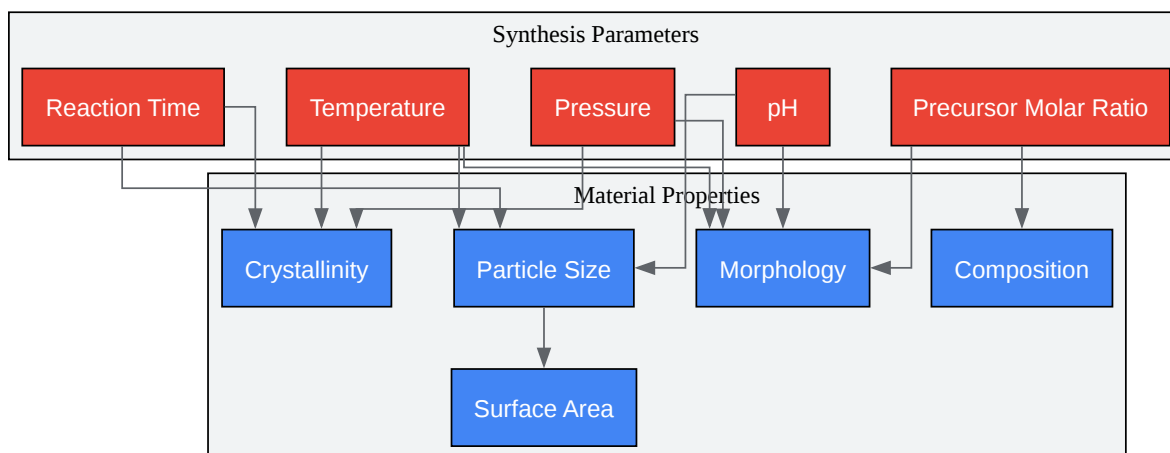 Synthesis Parameters
Reaction Time
Temperature
Pressure
pH
Precursor Molar Ratio
Material Properties
Crystallinity
Particle Size
Morphology
Composition
Surface Area